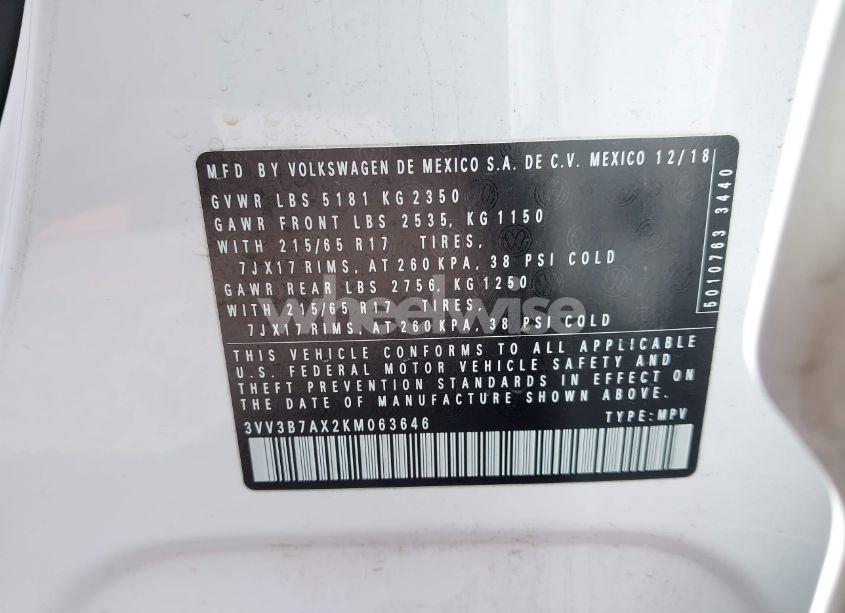 MFD BY VOLKSWAGEN DE MEXICO S.A. DE C.V. MEXICO 12/18
GVWR LBS 5181 KG 2350
GAWR FRONT LBS 2535, KG 1150
WITH 215/65 R17 TIRES,
7JX17 RIMS, AT 260 KPA, 38 PSI COLD
GAWR REAR LBS 2756, KG 1250
WITH 215/65 R17 TIRES,
7JX17 RIMS, AT 260 KPA, 38 PSI COLD
THIS VEHICLE CONFORMS TO ALL APPLICABLE
U.S. FEDERAL MOTOR VEHICLE SAFETY AND
THEFT PREVENTION STANDARDS IN EFFECT ON
THE DATE OF MANUFACTURE SHOWN ABOVE.
3VV3B7AX2KM063646 TYPE:MPV
5010763 3440
wheelwise